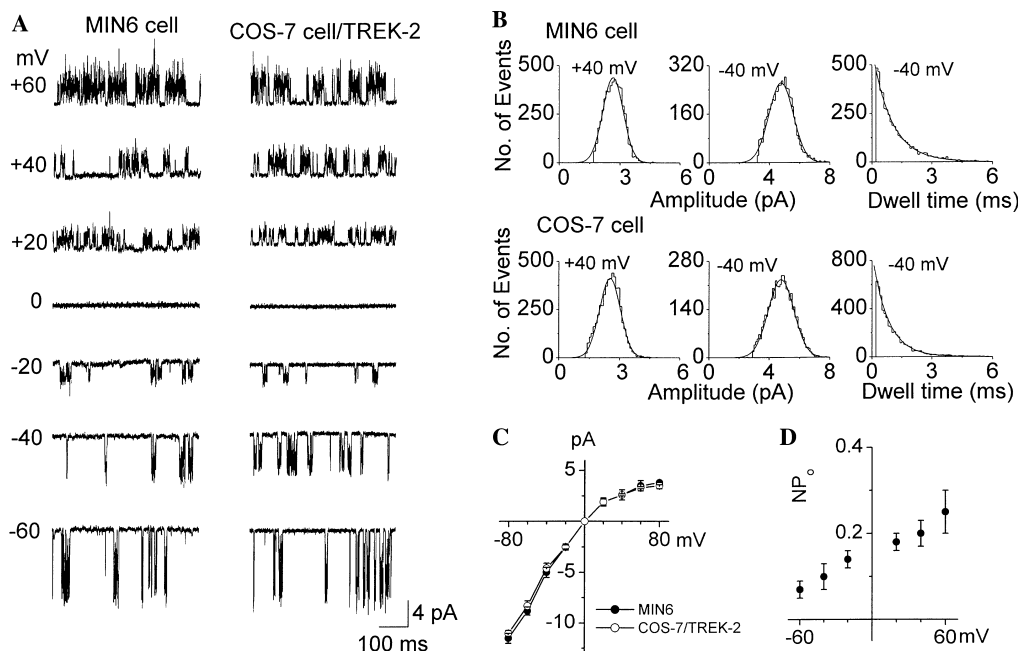 A
MIN6 cell
COS-7 cell/TREK-2
mV
+60
+40
+20
0
-20
-40
-60
4 pA
100 ms
B
MIN6 cell
No. of Events
500
250
0
+40 mV
0 3 6
320
160
0
-40 mV
0 4 8
Amplitude (pA)
500
250
0
-40 mV
0 3 6
Dwell time (ms)
COS-7 cell
No. of Events
500
250
0
+40 mV
0 3 6
280
140
0
-40 mV
0 4 8
Amplitude (pA)
800
400
0
-40 mV
0 3 6
Dwell time (ms)
C
pA
5
-80
80 mV
-5
-10
MIN6
COS-7/TREK-2
D
NPo
0.4
0.2
-60
60 mV